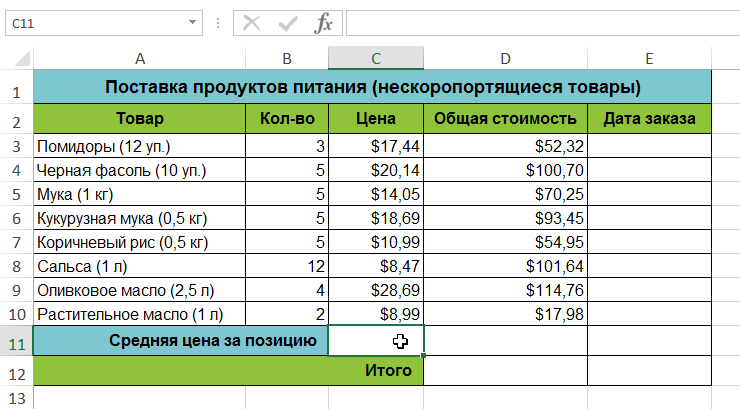 C11 fx
A B C D E
1 Поставка продуктов питания (нескоропортящиеся товары)
2 Товар Кол-во Цена Общая стоимость Дата заказа
3 Помидоры (12 уп.) 3 $17,44 $52,32
4 Черная фасоль (10 уп.) 5 $20,14 $100,70
5 Мука (1 кг) 5 $14,05 $70,25
6 Кукурузная мука (0,5 кг) 5 $18,69 $93,45
7 Коричневый рис (0,5 кг) 5 $10,99 $54,95
8 Сальса (1 л) 12 $8,47 $101,64
9 Оливковое масло (2,5 л) 4 $28,69 $114,76
10 Растительное масло (1 л) 2 $8,99 $17,98
11 Средняя цена за позицию
12 Итого
13